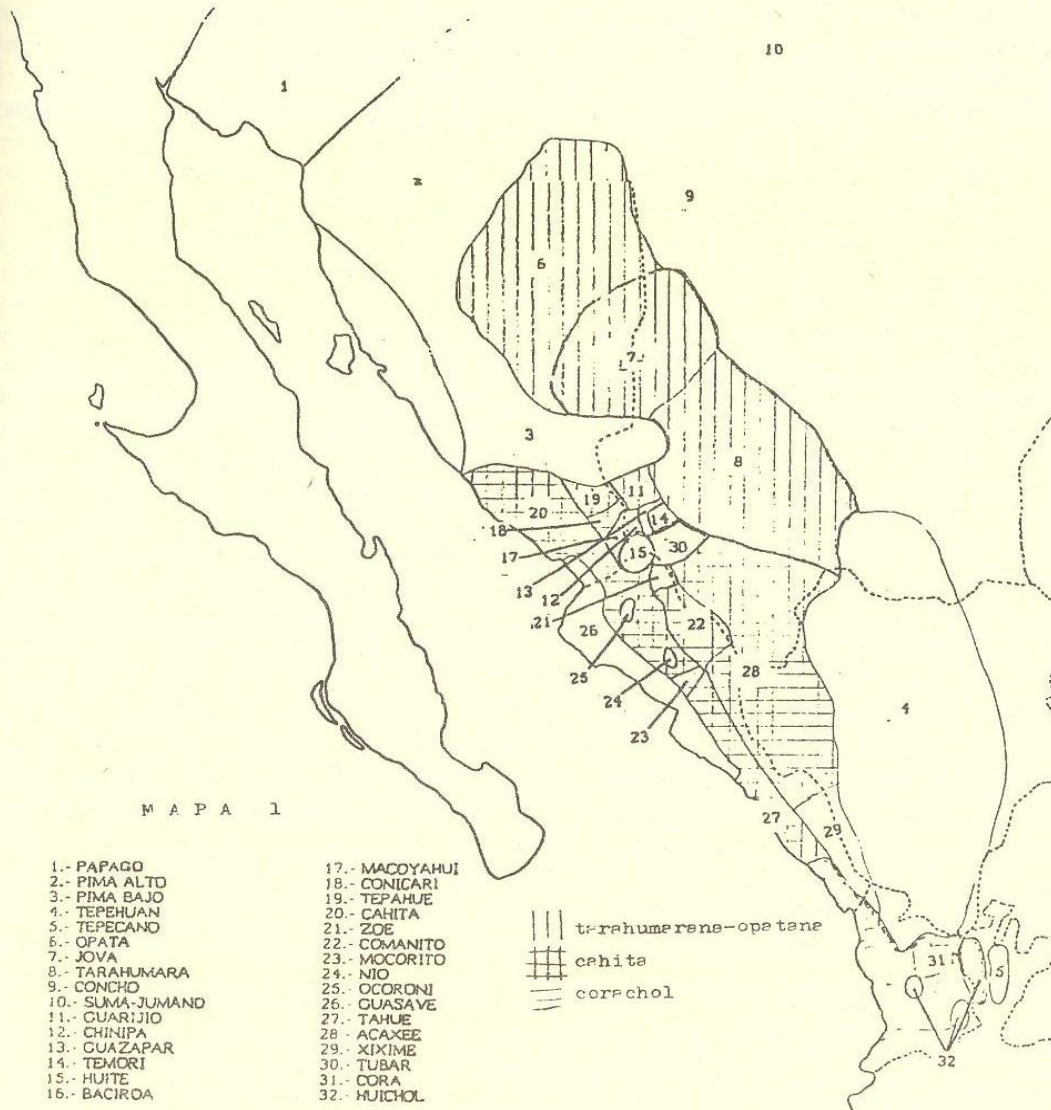 10
1
2
9
6
7
3
8
11
19
20
14
18
30
17
15
13
12
21
22
26
28
25
24
4
23
27
29
31
5
32
MAPA 1
1.- PAPAGO
2.- PIMA ALTO
3.- PIMA BAJO
4.- TEPEHUAN
5.- TEPECANO
6.- OPATA
7.- JOVA
8.- TARAHUMARA
9.- CONCHO
10.- SUMA-JUMANO
11.- GUARIJIO
12.- CHINIPA
13.- GUAZAPAR
14.- TEMORI
15.- HUITE
16.- BACIROA
17.- MACOYAHUI
18.- CONICARI
19.- TEPAHUE
20.- CAHITA
21.- ZOE
22.- COMANITO
23.- MOCORITO
24.- NIO
25.- OCORONI
26.- GUASAVE
27.- TAHUE
28.- ACAXEE
29.- XIXIME
30.- TUBAR
31.- CORA
32.- HUICHOL
tarahumarana-opatana
cahita
corachol